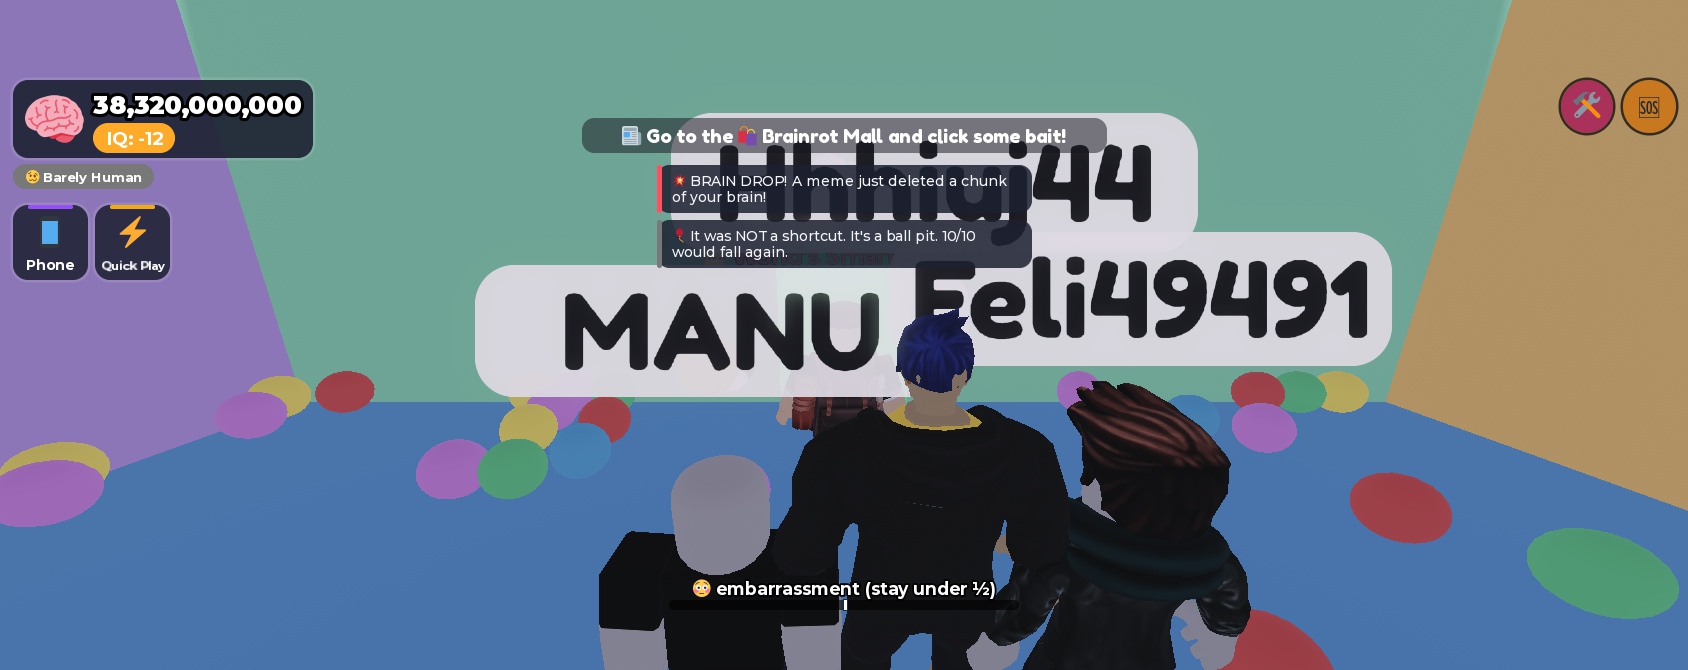 38,320,000,000
IQ: -12
Barely Human
Phone
Quick Play
Go to the Brainrot Mall and click some bait!
BRAIN DROP! A meme just deleted a chunk
of your brain!
It was NOT a shortcut. It's a ball pit. 10/10
would fall again.
Hhhiuj44
Feli49491
MANU
embarrassment (stay under ½)
SOS